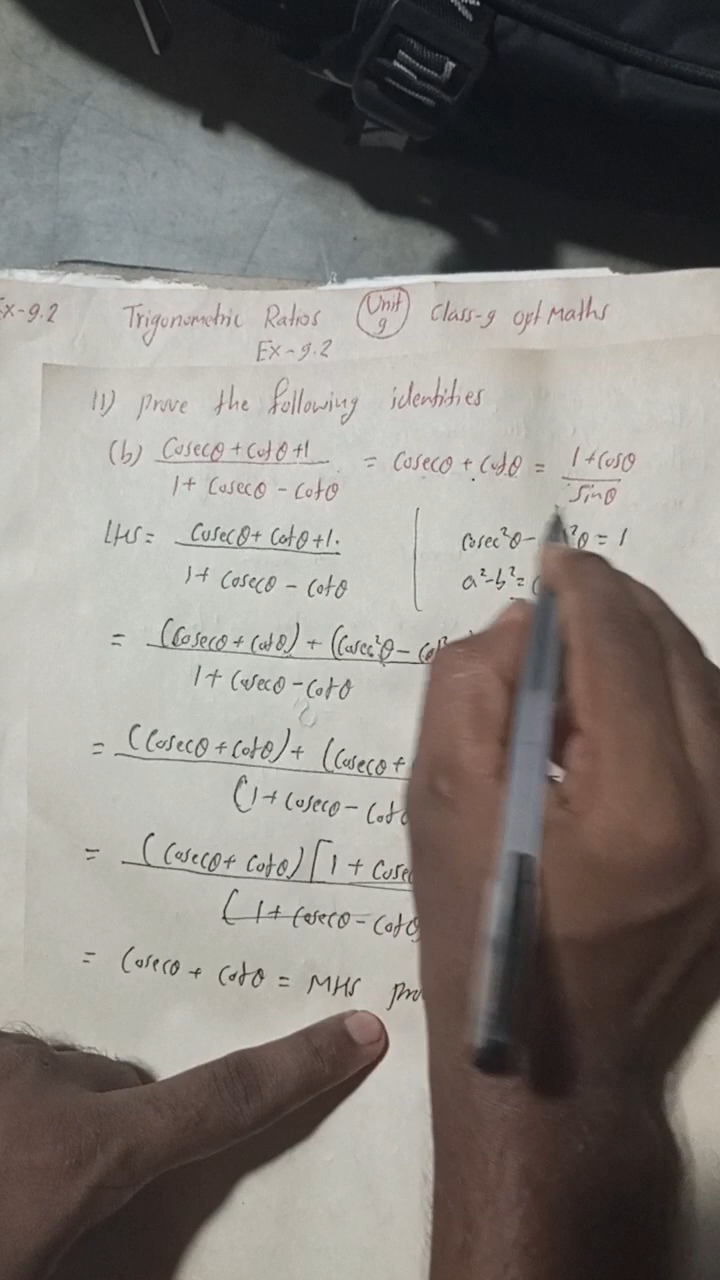 Ex-9.2 Trigonometric Ratios Unit 9 Class-9 opt Maths
Ex-9.2
11) prove the following identities
(b) Cosecθ + Cotθ + 1 / 1 + Cosecθ - Cotθ = Cosecθ + Cotθ = 1 + Cosθ / Sinθ
LHS = Cosecθ + Cotθ + 1. / 1 + Cosecθ - Cotθ
Cosec²θ - ²θ = 1
a²-b² = (
= (Cosecθ + Cotθ) + (Cosec²θ - / 1 + Cosecθ - Cotθ
= (Cosecθ + Cotθ) + (Cosecθ + / (1 + Cosecθ - Cotθ
= (Cosecθ + Cotθ) [1 + / (1 + Cosecθ - Cotθ
= Cosecθ + Cotθ = MHS